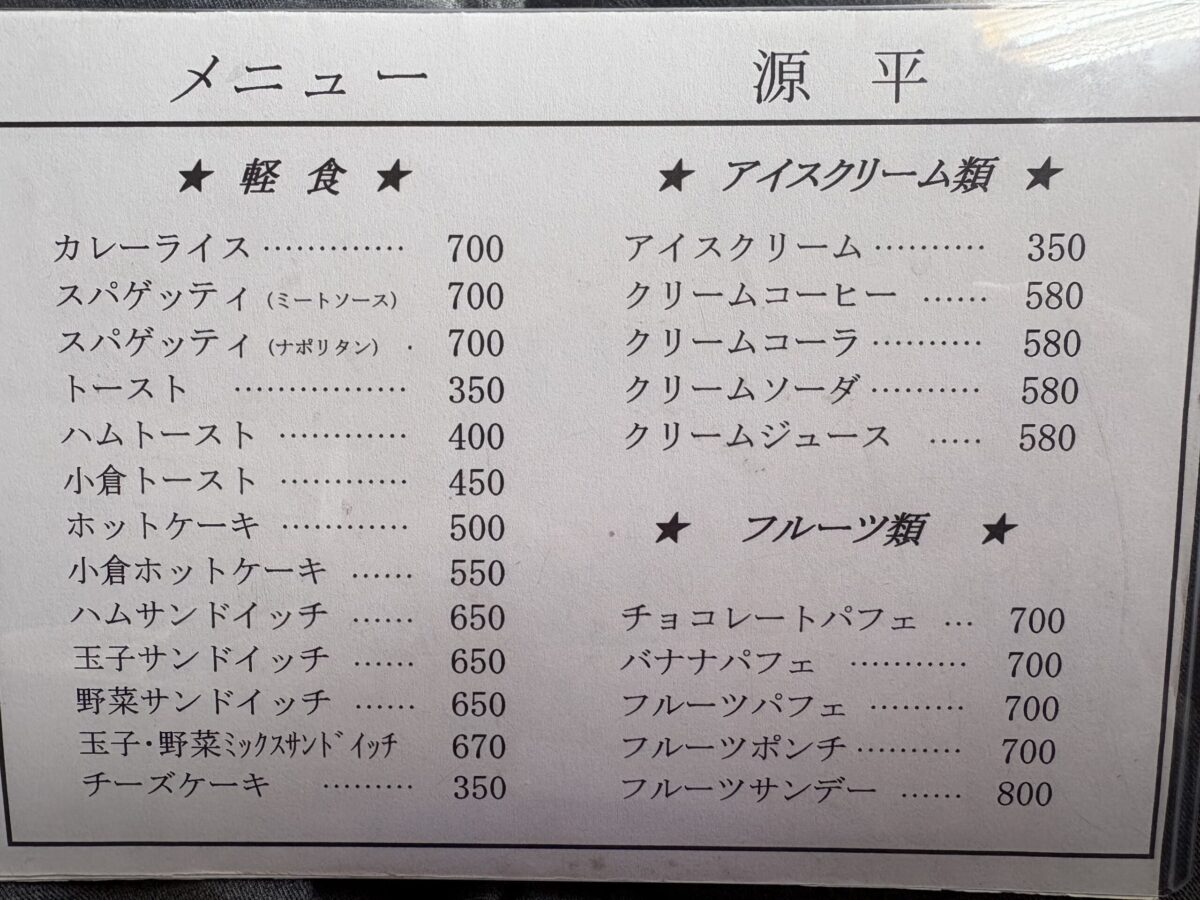 メニュー
源 平
★ 軽 食 ★
カレーライス ………… 700
スパゲッティ (ミートソース) 700
スパゲッティ (ナポリタン) ・ 700
トースト …………… 350
ハムトースト ………… 400
小倉トースト ………… 450
ホットケーキ ………… 500
小倉ホットケーキ …… 550
ハムサンドイッチ …… 650
玉子サンドイッチ …… 650
野菜サンドイッチ …… 650
玉子・野菜ﾐックスサンﾄﾞイッチ 670
チーズケーキ ……… 350
★ アイスクリーム類 ★
アイスクリーム ……… 350
クリームコーヒー …… 580
クリームコーラ ……… 580
クリームソーダ ……… 580
クリームジュース …‥ 580
★ フルーツ類 ★
チョコレートパフェ … 700
バナナパフェ ………… 700
フルーツパフェ ……… 700
フルーツポンチ ……… 700
フルーツサンデー …… 800